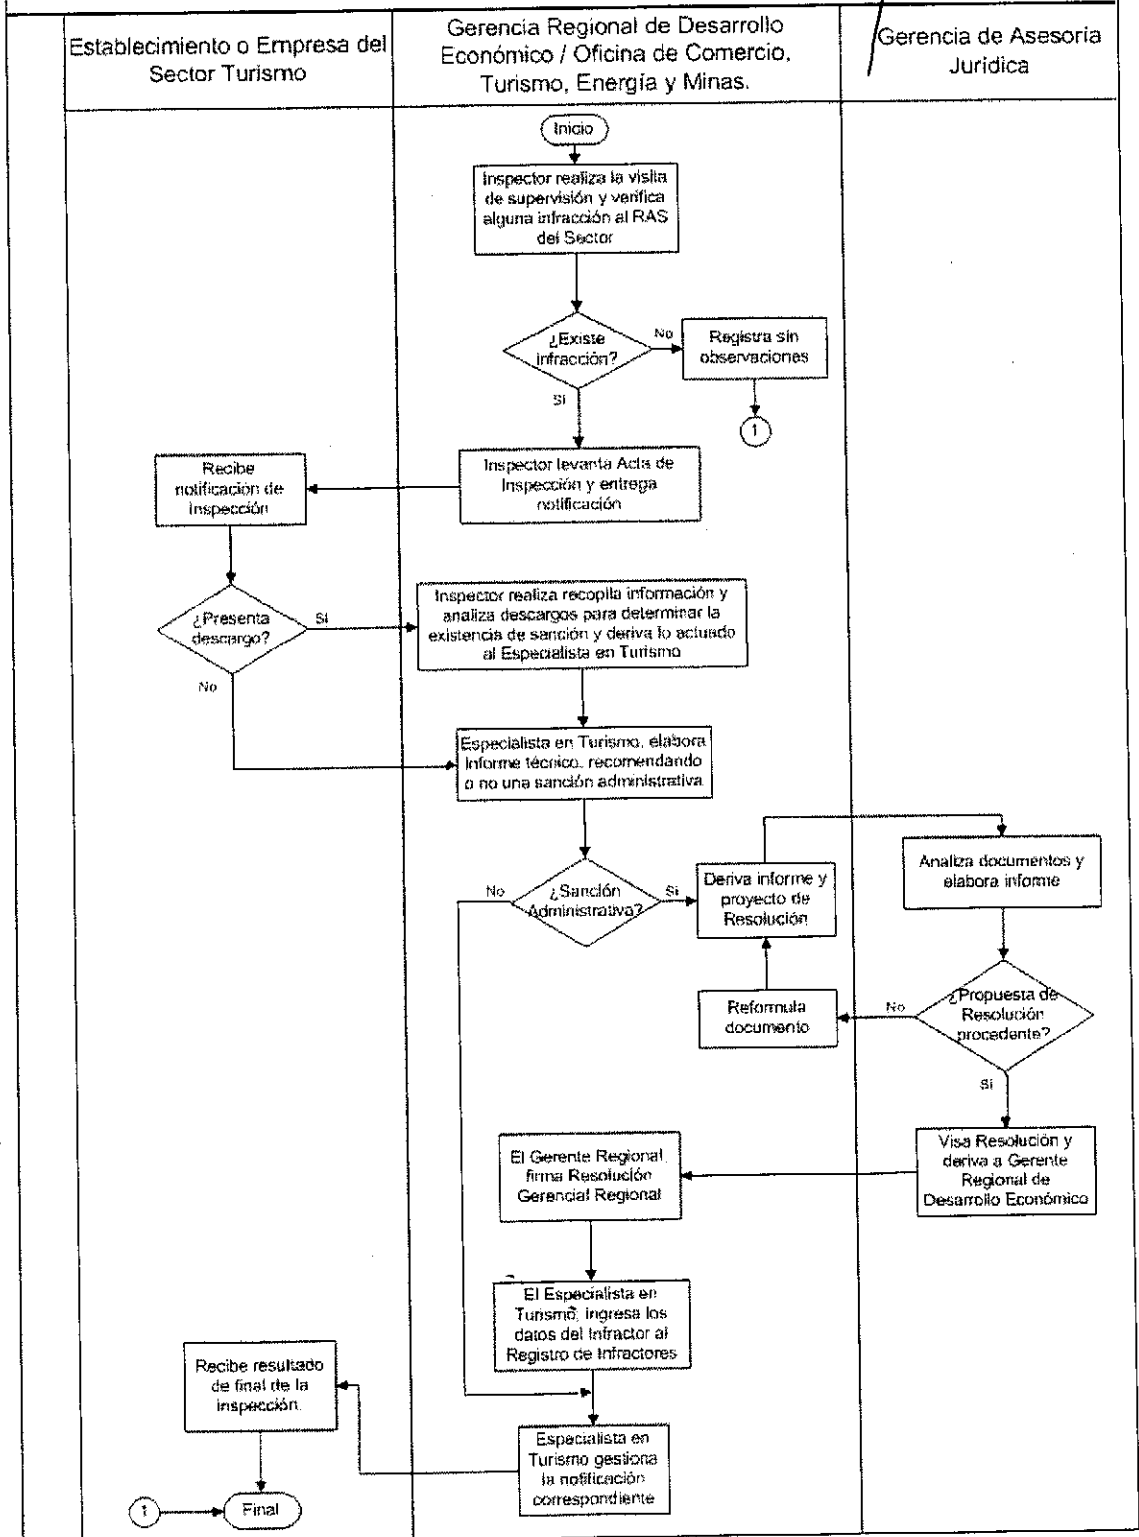 Establecimiento o Empresa del
Sector Turismo
Gerencia Regional de Desarrollo
Económico / Oficina de Comercio,
Turismo, Energía y Minas.
Gerencia de Asesoría
Jurídica
Inicio
Inspector realiza la visita
de supervisión y verifica
alguna infracción al RAS
del Sector
¿Existe
infracción?
No
Registra sin
observaciones
Si
1
Inspector levanta Acta de
Inspección y entrega
notificación
Recibe
notificación de
Inspección
¿Presenta
descargo?
Si
Inspector realiza recopila información y
analiza descargos para determinar la
existencia de sanción y deriva lo actuado
al Especialista en Turismo
No
Especialista en Turismo, elabora
Informe técnico, recomendando
o no una sanción administrativa
¿Sanción
Administrativa?
No
Si
Deriva informe y
proyecto de
Resolución
Analiza documentos y
elabora informe
¿Propuesta de
Resolución
procedente?
No
Reformula
documento
Si
Visa Resolución y
deriva a Gerente
Regional de
Desarrollo Económico
El Gerente Regional,
firma Resolución
Gerencial Regional
El Especialista en
Turismo, ingresa los
datos del Infractor al
Registro de Infractores
Recibe resultado
de final de la
inspección.
Especialista en
Turismo gestiona
la notificación
correspondiente
1
Final